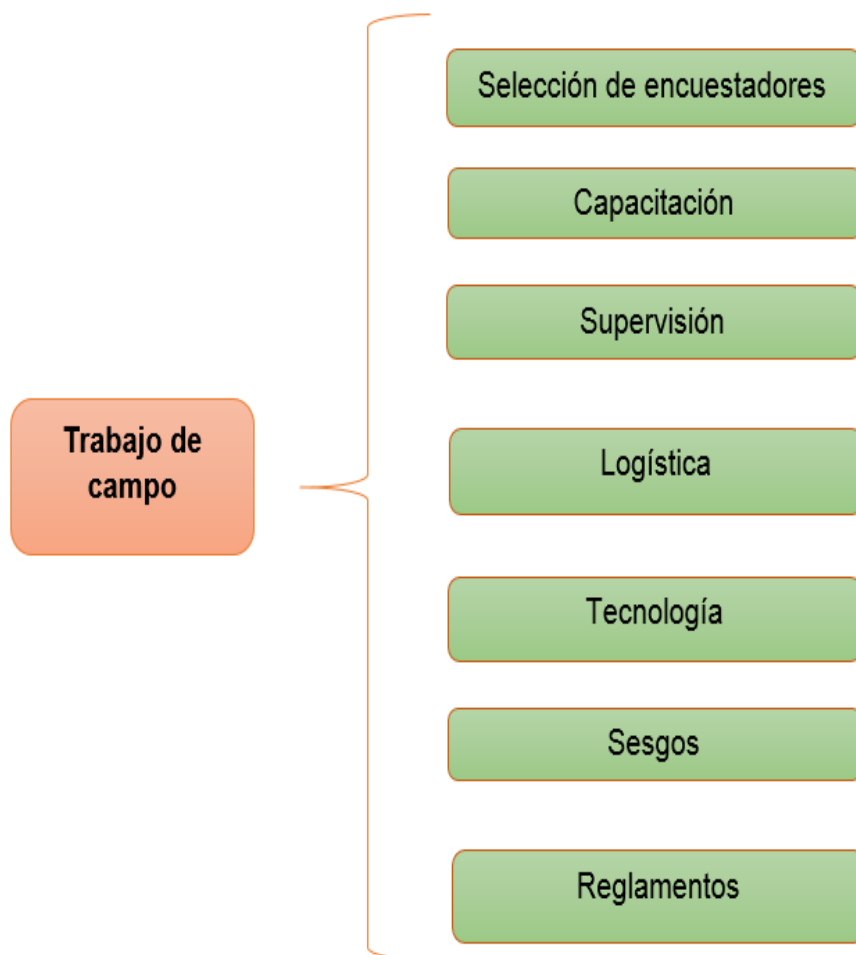 Selección de encuestadores
Capacitación
Supervisión
Trabajo de
campo
Logística
Tecnología
Sesgos
Reglamentos